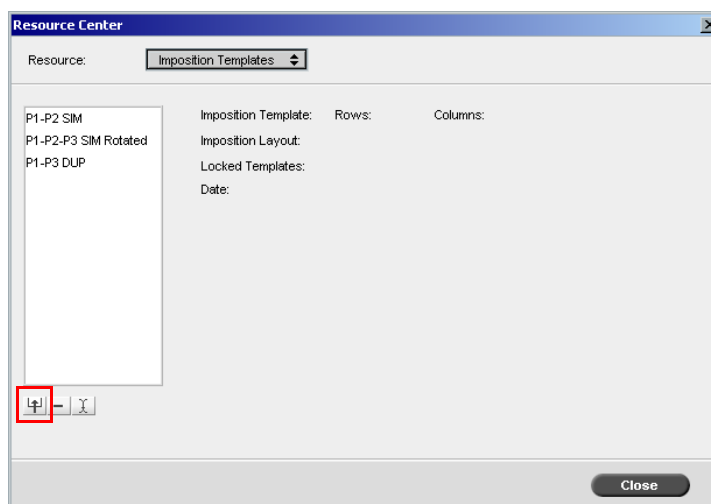 Resource Center
Resource: Imposition Templates
P1-P2 SIM
P1-P2-P3 SIM Rotated
P1-P3 DUP
Imposition Template: Rows: Columns:
Imposition Layout:
Locked Templates:
Date:
Close